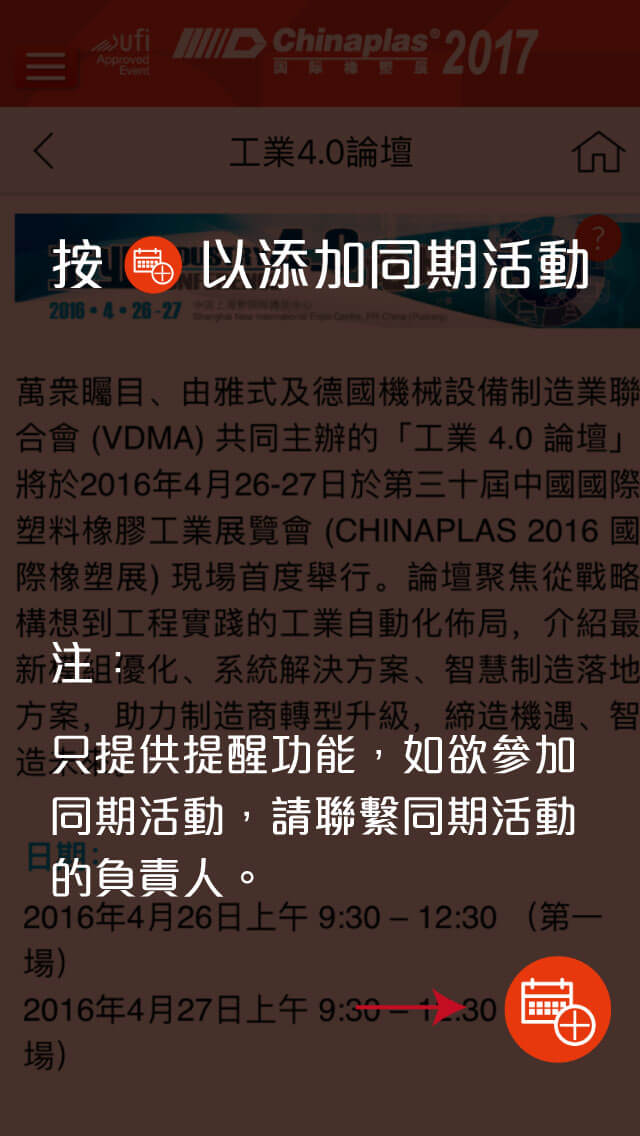 ufi
Approved
Event
Chinaplas® 2017
国际橡塑展
工業4.0論壇
按 以添加同期活動
?
2016 • 4 • 26 -27
Shanghai New International Expo Centre, PR China (Pudong)
萬衆矚目、由雅式及德國機械設備制造業聯
合會 (VDMA) 共同主辦的「工業 4.0 論壇」
將於2016年4月26-27日於第三十屆中國國際
塑料橡膠工業展覽會 (CHINAPLAS 2016 國
際橡塑展) 現場首度舉行。論壇聚焦從戰略
構想到工程實踐的工業自動化佈局，介紹最
注：
新模組優化、系統解決方案、智慧制造落地
方案，助力制造商轉型升級，締造機遇、智
只提供提醒功能，如欲參加
同期活動，請聯繫同期活動
日期：
的負責人。
2016年4月26日上午 9:30 – 12:30 （第一
場）
2016年4月27日上午 9:30 – 12:30
場）